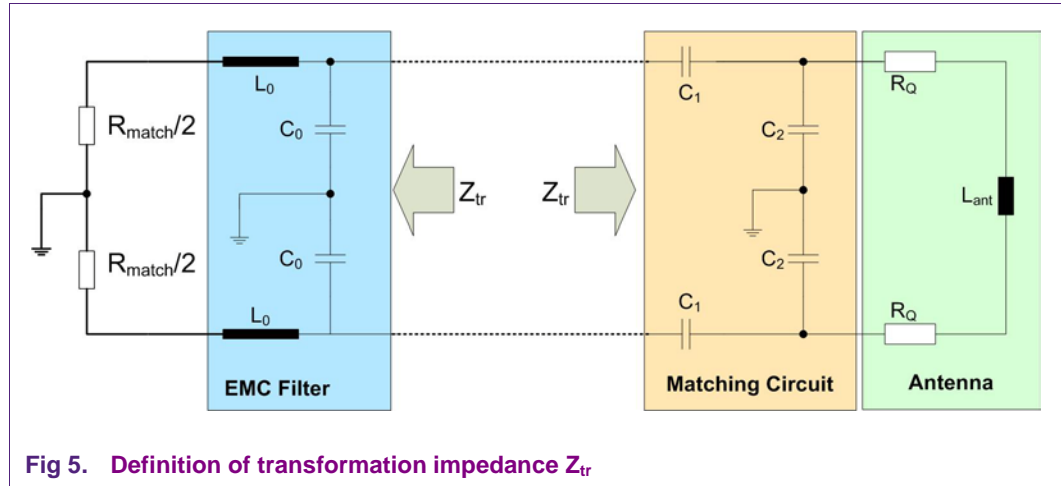 L0
C1
RQ
Rmatch/2
C0
C2
Ztr
Ztr
Lant
Rmatch/2
C0
C2
C1
L0
RQ
EMC Filter
Matching Circuit
Antenna
Fig 5. Definition of transformation impedance Ztr